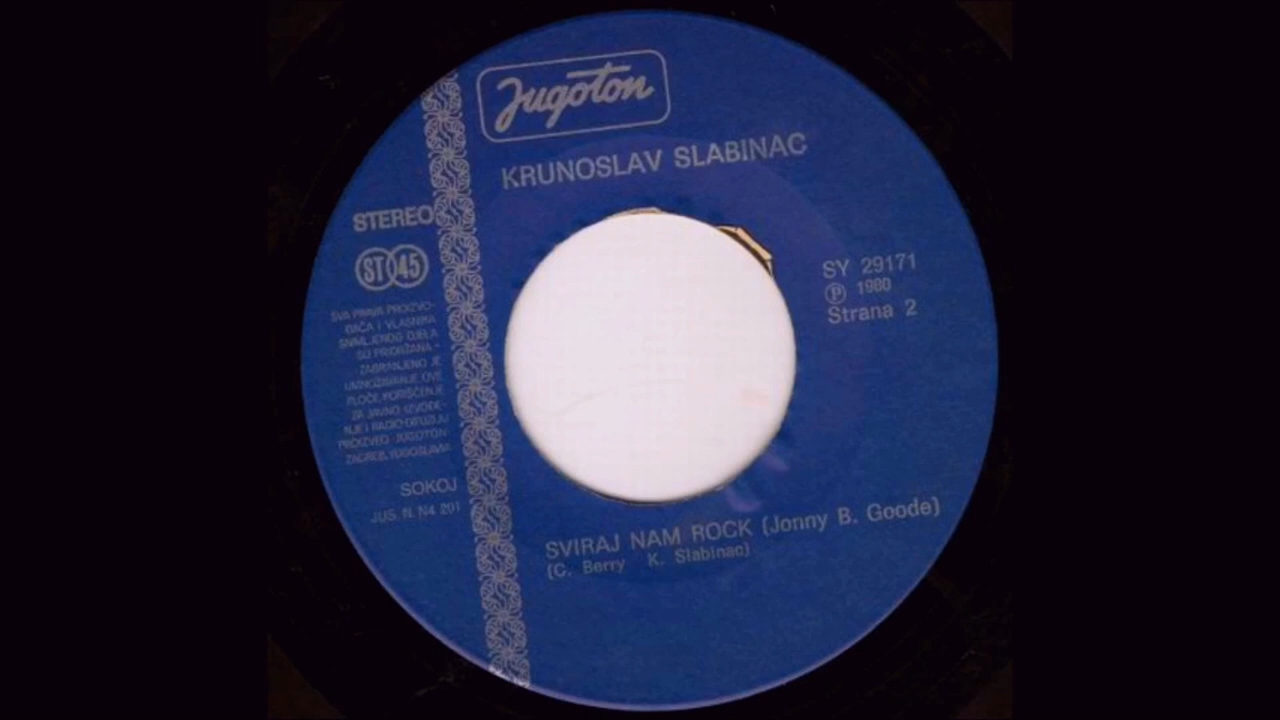 Jugoton
KRUNOSLAV SLABINAC
STEREO
ST 45
SY 29171
Ⓟ 1980
Strana 2
SVA PRAVA PROIZVO-
ĐAČA I VLASNIKA
SNIMLJENOG DJELA
SU PRIDRŽANA -
ZABRANJENO JE
UMNOŽAVANJE OVE
PLOČE, KORIŠĆENJE
ZA JAVNO IZVOĐE-
NJE I RADIO-DIFUZIJU
PROIZVEO JUGOTON
ZAGREB, YUGOSLAVIA
SOKOJ
JUS. N. N4 201
SVIRAJ NAM ROCK (Jonny B. Goode)
(C. Berry K. Slabinac)